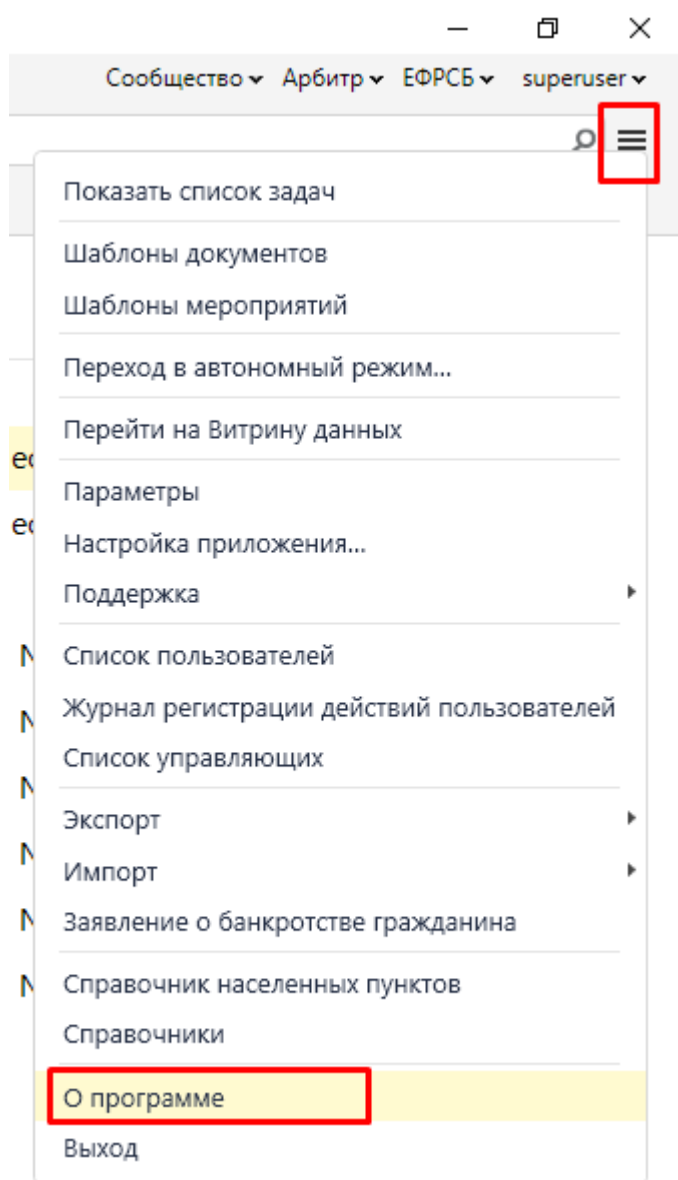 Сообщество Арбитр ЕФРСБ superuser
Показать список задач
Шаблоны документов
Шаблоны мероприятий
Переход в автономный режим...
Перейти на Витрину данных
Параметры
Настройка приложения...
Поддержка
Список пользователей
Журнал регистрации действий пользователей
Список управляющих
Экспорт
Импорт
Заявление о банкротстве гражданина
Справочник населенных пунктов
Справочники
О программе
Выход